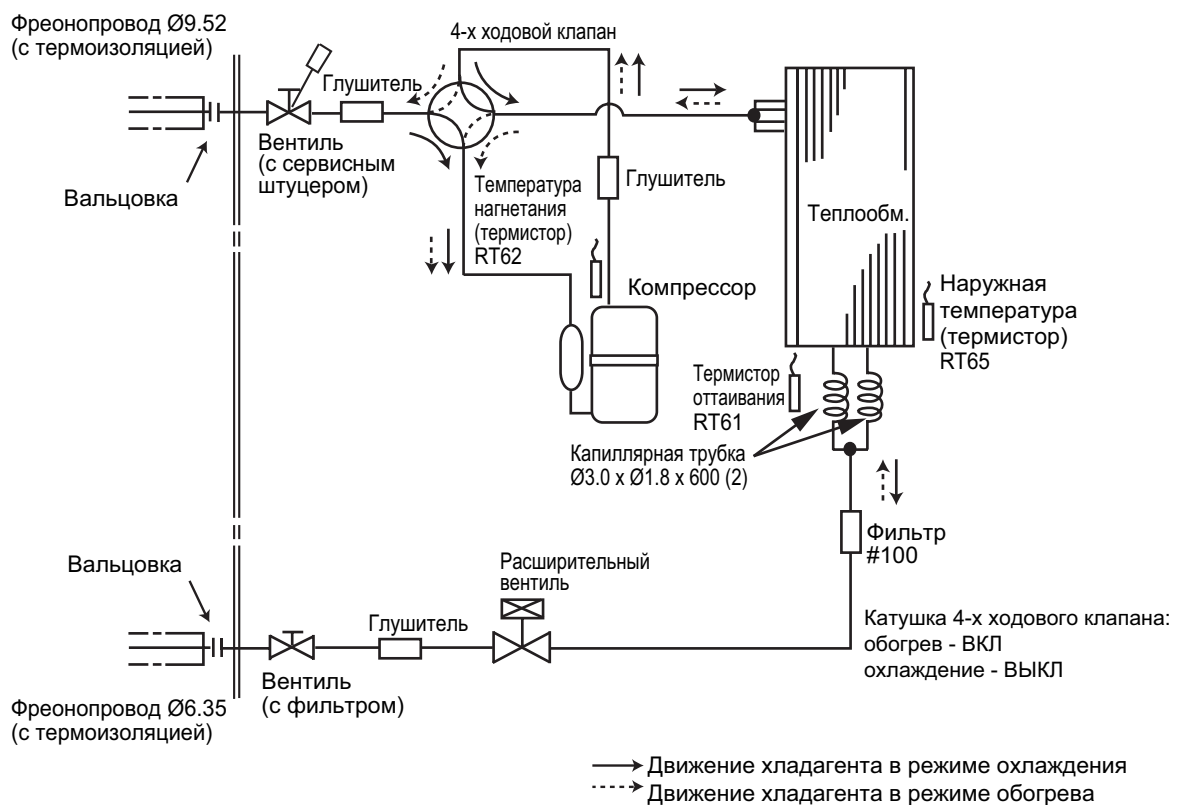 Фреонопровод Ø9.52
(с термоизоляцией)
4-х ходовой клапан
Глушитель
Вентиль
(с сервисным
штуцером)
Вальцовка
Температура
нагнетания
(термистор)
RT62
Глушитель
Компрессор
Теплообм.
Наружная
температура
(термистор)
RT65
Термистор
оттаивания
RT61
Капиллярная трубка
Ø3.0 x Ø1.8 x 600 (2)
Фильтр
#100
Вальцовка
Расширительный
вентиль
Глушитель
Вентиль
(с фильтром)
Фреонопровод Ø6.35
(с термоизоляцией)
Катушка 4-х ходового клапана:
обогрев - ВКЛ
охлаждение - ВЫКЛ
Движение хладагента в режиме охлаждения
Движение хладагента в режиме обогрева